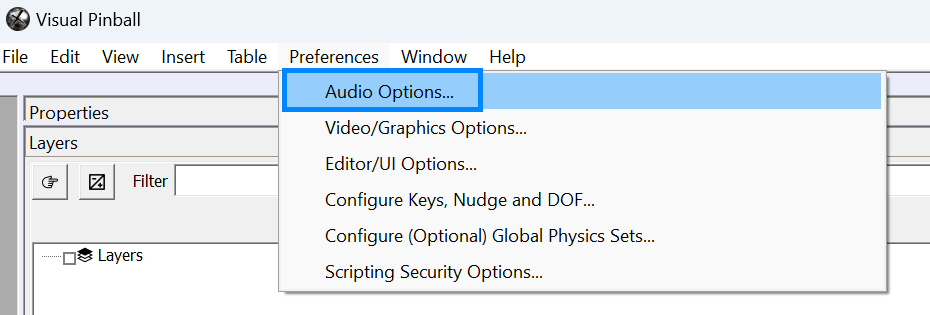 Visual Pinball
File Edit View Insert Table Preferences Window Help
Audio Options...
Properties
Video/Graphics Options...
Layers
Editor/UI Options...
Filter
Configure Keys, Nudge and DOF...
Configure (Optional) Global Physics Sets...
Layers
Scripting Security Options...